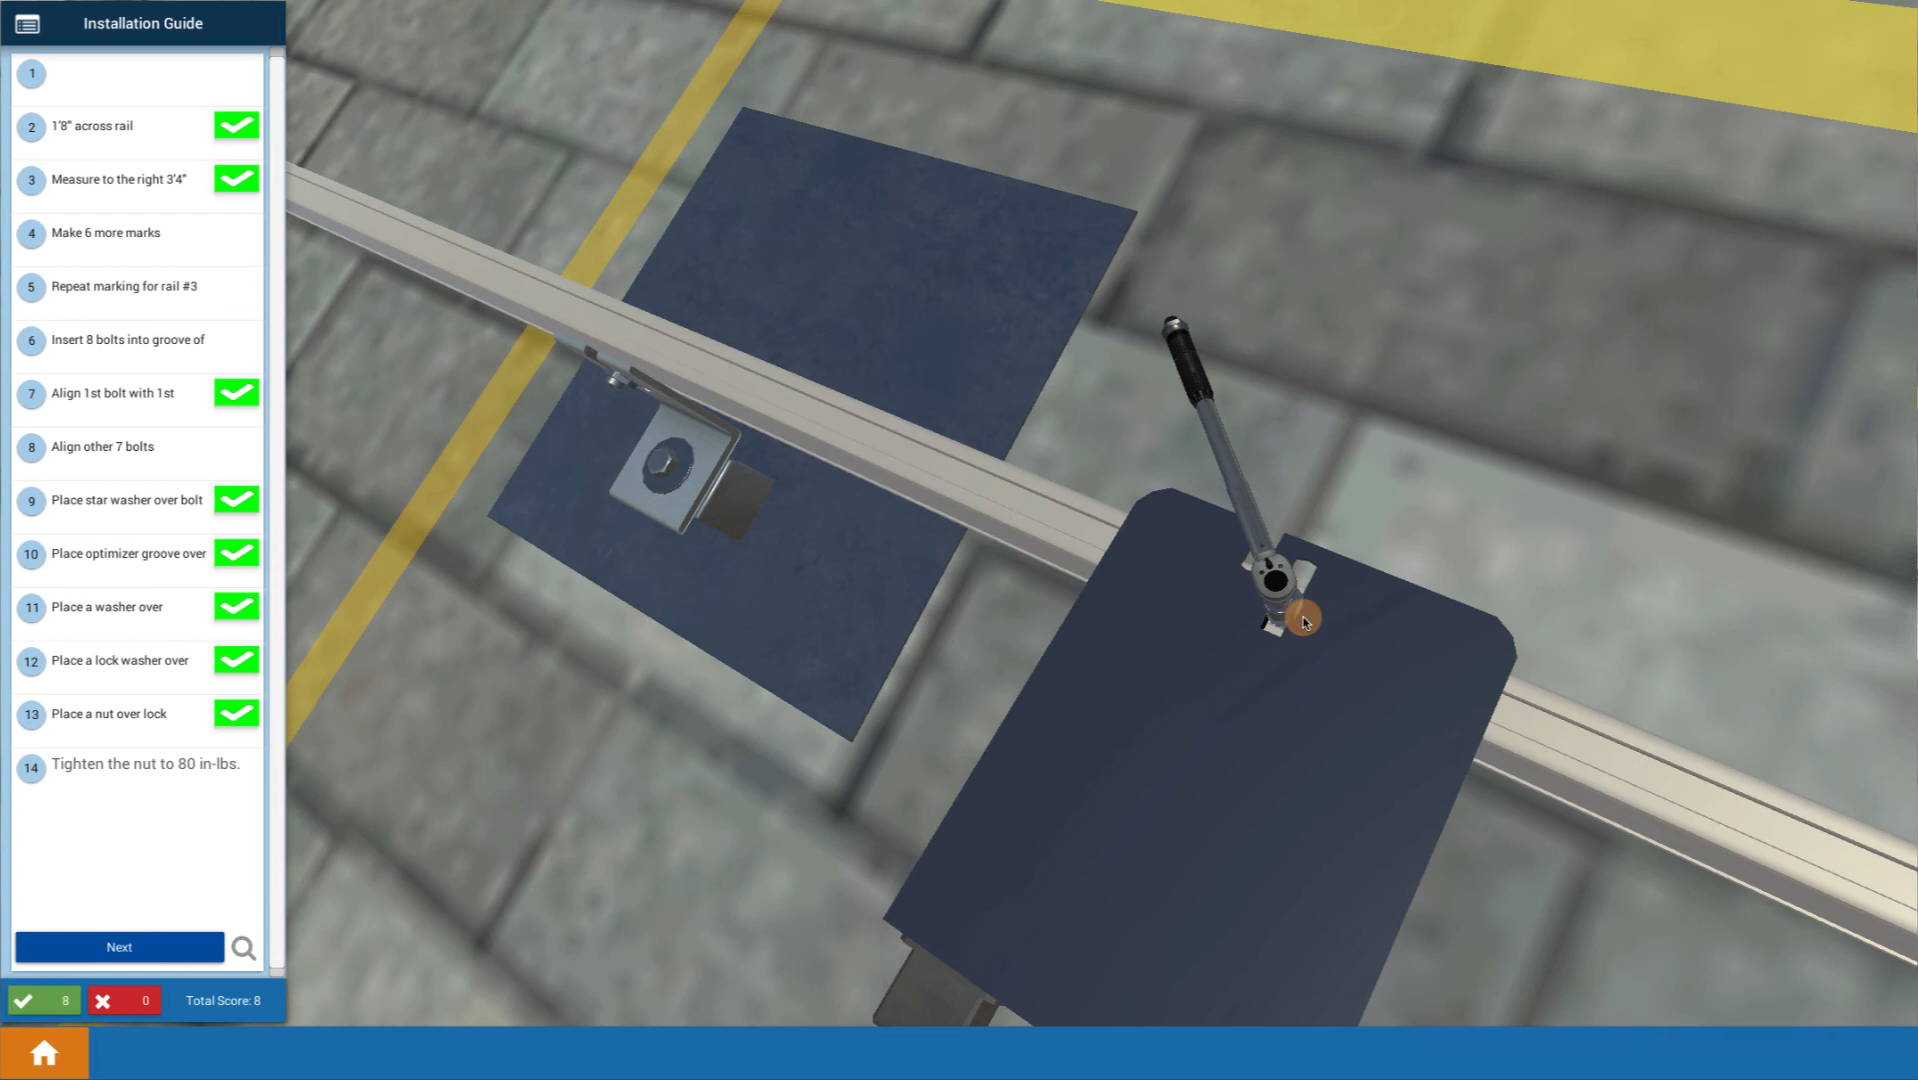 Installation Guide
1
2 1'8" across rail
3 Measure to the right 3'4"
4 Make 6 more marks
5 Repeat marking for rail #3
6 Insert 8 bolts into groove of
7 Align 1st bolt with 1st
8 Align other 7 bolts
9 Place star washer over bolt
10 Place optimizer groove over
11 Place a washer over
12 Place a lock washer over
13 Place a nut over lock
14 Tighten the nut to 80 in-lbs.
Next
8 0 Total Score: 8